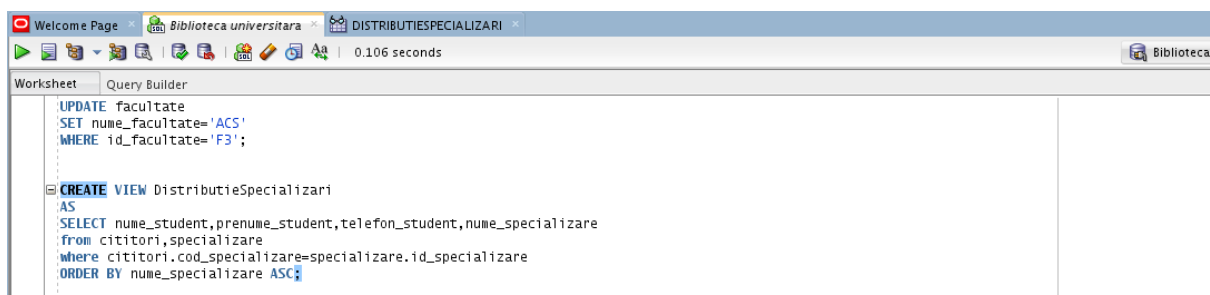 Welcome Page Biblioteca universitara DISTRIBUTIESPECIALIZARI
0.106 seconds Biblioteca
Worksheet Query Builder
UPDATE facultate
SET nume_facultate='ACS'
WHERE id_facultate='F3';
CREATE VIEW DistributieSpecializari
AS
SELECT nume_student,prenume_student,telefon_student,nume_specializare
from cititori,specializare
where cititori.cod_specializare=specializare.id_specializare
ORDER BY nume_specializare ASC;